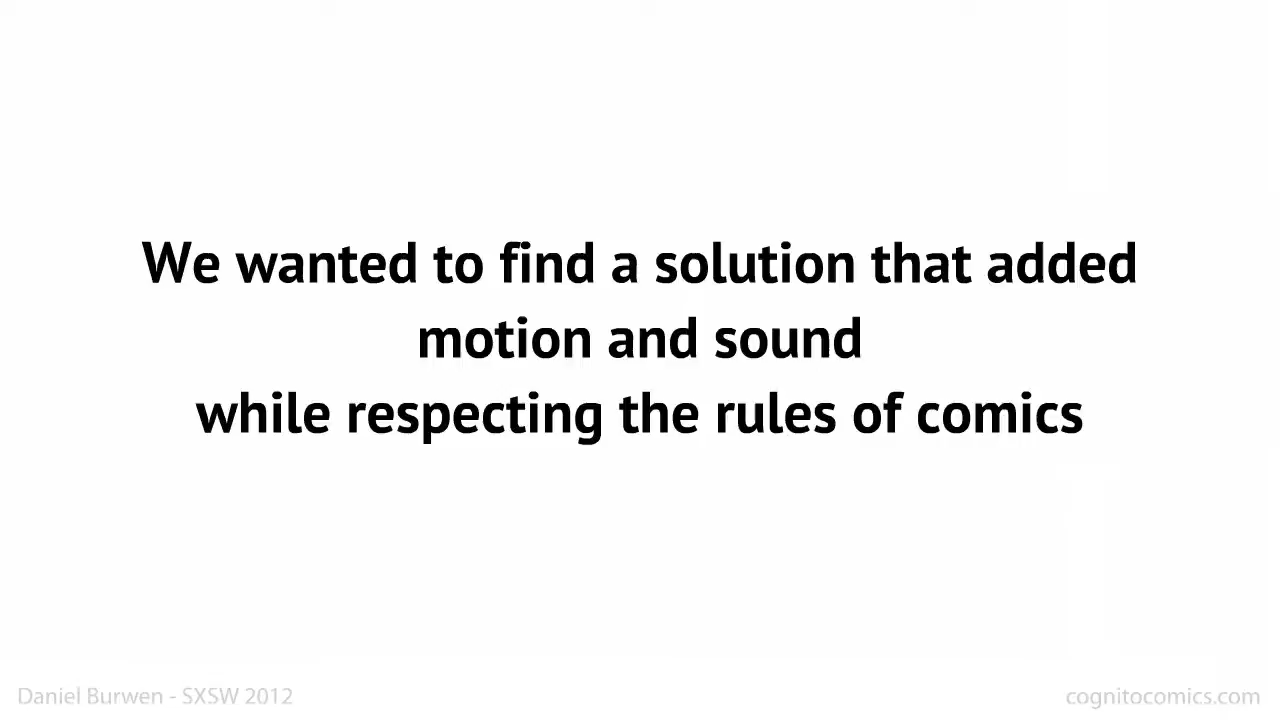 We wanted to find a solution that added
motion and sound
while respecting the rules of comics
Daniel Burwen - SXSW 2012
cognitocomics.com